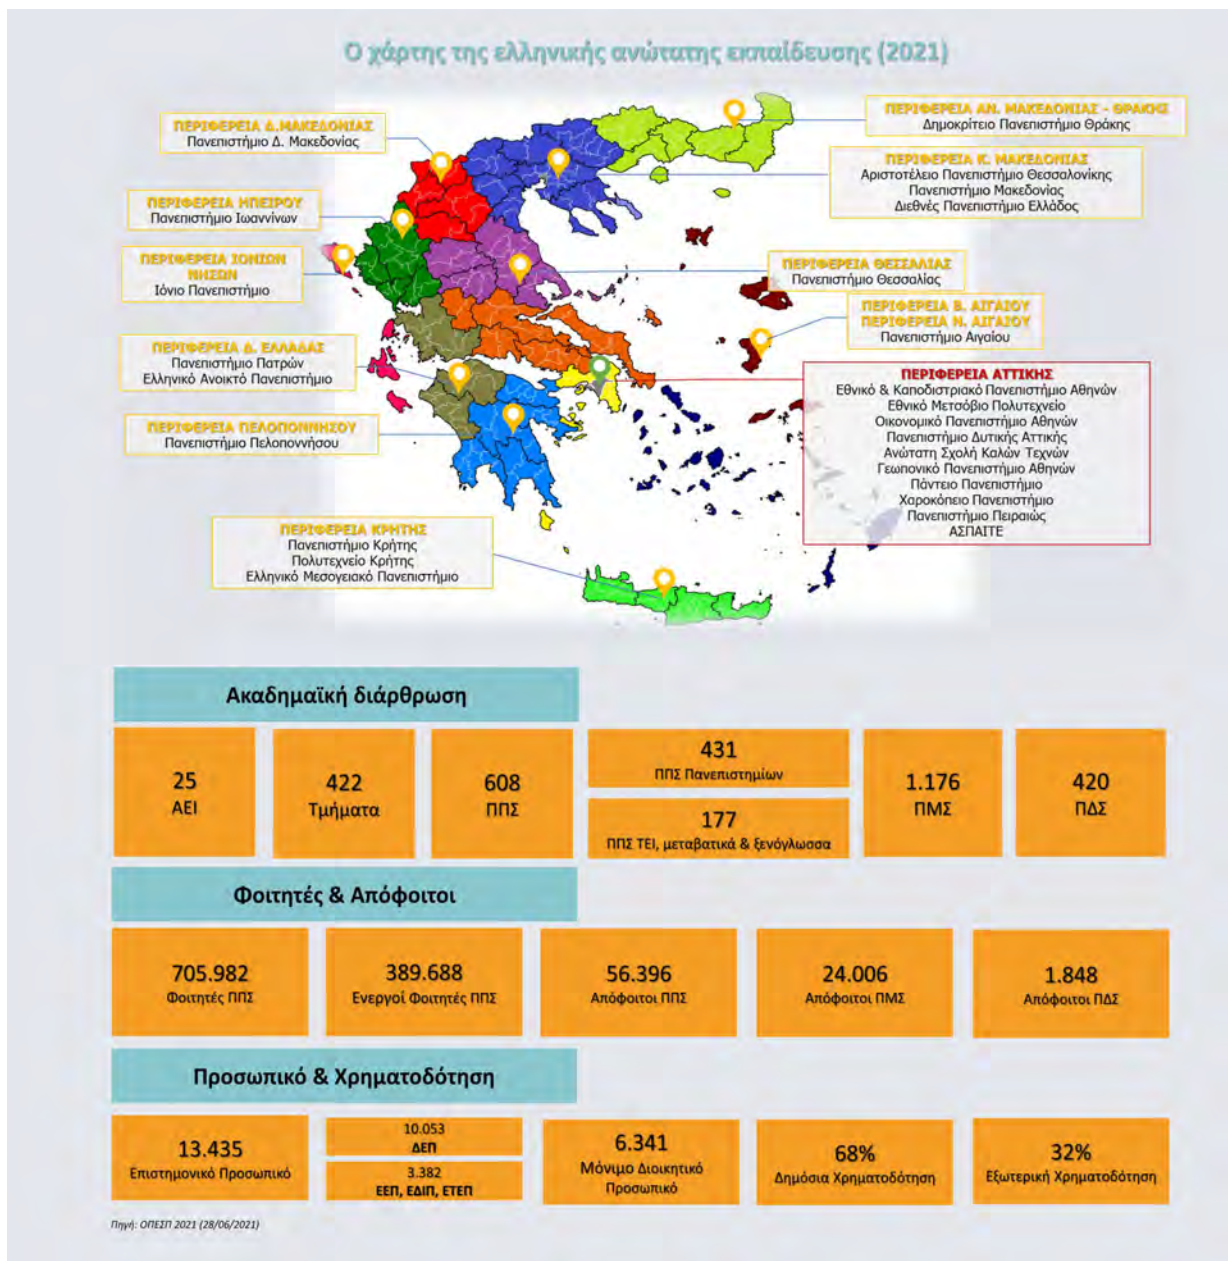 Ο χάρτης της ελληνικής ανώτατης εκπαίδευσης (2021)
ΠΕΡΙΦΕΡΕΙΑ Δ.ΜΑΚΕΔΟΝΙΑΣ
Πανεπιστήμιο Δ. Μακεδονίας
ΠΕΡΙΦΕΡΕΙΑ ΑΝ. ΜΑΚΕΔΟΝΙΑΣ - ΘΡΑΚΗΣ
Δημοκρίτειο Πανεπιστήμιο Θράκης
ΠΕΡΙΦΕΡΕΙΑ Κ. ΜΑΚΕΔΟΝΙΑΣ
Αριστοτέλειο Πανεπιστήμιο Θεσσαλονίκης
Πανεπιστήμιο Μακεδονίας
Διεθνές Πανεπιστήμιο Ελλάδος
ΠΕΡΙΦΕΡΕΙΑ ΗΠΕΙΡΟΥ
Πανεπιστήμιο Ιωαννίνων
ΠΕΡΙΦΕΡΕΙΑ ΙΟΝΙΩΝ
ΝΗΣΩΝ
Ιόνιο Πανεπιστήμιο
ΠΕΡΙΦΕΡΕΙΑ ΘΕΣΣΑΛΙΑΣ
Πανεπιστήμιο Θεσσαλίας
ΠΕΡΙΦΕΡΕΙΑ Β. ΑΙΓΑΙΟΥ
ΠΕΡΙΦΕΡΕΙΑ Ν. ΑΙΓΑΙΟΥ
Πανεπιστήμιο Αιγαίου
ΠΕΡΙΦΕΡΕΙΑ Δ. ΕΛΛΑΔΑΣ
Πανεπιστήμιο Πατρών
Ελληνικό Ανοικτό Πανεπιστήμιο
ΠΕΡΙΦΕΡΕΙΑ ΑΤΤΙΚΗΣ
Εθνικό & Καποδιστριακό Πανεπιστήμιο Αθηνών
Εθνικό Μετσόβιο Πολυτεχνείο
Οικονομικό Πανεπιστήμιο Αθηνών
Πανεπιστήμιο Δυτικής Αττικής
Ανώτατη Σχολή Καλών Τεχνών
Γεωπονικό Πανεπιστήμιο Αθηνών
Πάντειο Πανεπιστήμιο
Χαροκόπειο Πανεπιστήμιο
Πανεπιστήμιο Πειραιώς
ΑΣΠΑΙΤΕ
ΠΕΡΙΦΕΡΕΙΑ ΠΕΛΟΠΟΝΝΗΣΟΥ
Πανεπιστήμιο Πελοποννήσου
ΠΕΡΙΦΕΡΕΙΑ ΚΡΗΤΗΣ
Πανεπιστήμιο Κρήτης
Πολυτεχνείο Κρήτης
Ελληνικό Μεσογειακό Πανεπιστήμιο
Ακαδημαϊκή διάρθρωση
25
ΑΕΙ
422
Τμήματα
608
ΠΠΣ
431
ΠΠΣ Πανεπιστημίων
177
ΠΠΣ ΤΕΙ, μεταβατικά & ξενόγλωσσα
1.176
ΠΜΣ
420
ΠΔΣ
Φοιτητές & Απόφοιτοι
705.982
Φοιτητές ΠΠΣ
389.688
Ενεργοί Φοιτητές ΠΠΣ
56.396
Απόφοιτοι ΠΠΣ
24.006
Απόφοιτοι ΠΜΣ
1.848
Απόφοιτοι ΠΔΣ
Προσωπικό & Χρηματοδότηση
13.435
Επιστημονικό Προσωπικό
10.053
ΔΕΠ
3.382
ΕΕΠ, ΕΔΙΠ, ΕΤΕΠ
6.341
Μόνιμο Διοικητικό
Προσωπικό
68%
Δημόσια Χρηματοδότηση
32%
Εξωτερική Χρηματοδότηση
Πηγή: ΟΠΕΣΠ 2021 (28/06/2021)